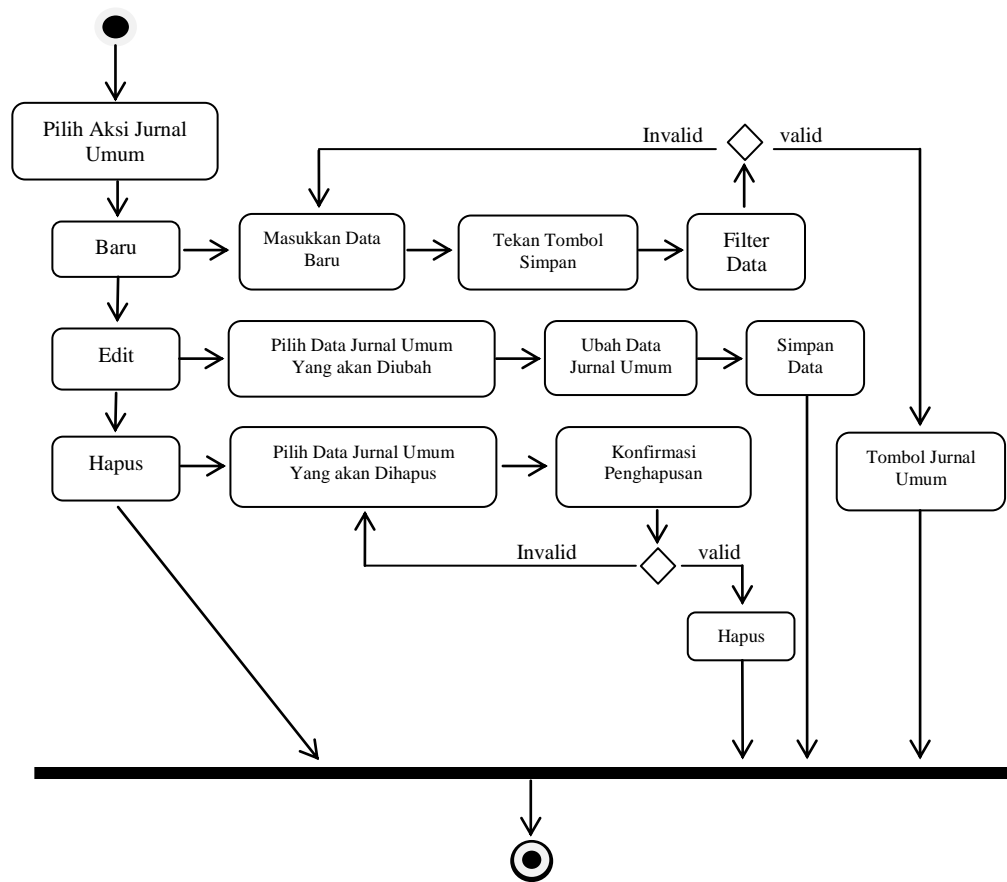 Pilih Aksi Jurnal
Umum
Invalid
valid
Baru
Masukkan Data
Baru
Tekan Tombol
Simpan
Filter
Data
Edit
Pilih Data Jurnal Umum
Yang akan Diubah
Ubah Data
Jurnal Umum
Simpan
Data
Hapus
Pilih Data Jurnal Umum
Yang akan Dihapus
Konfirmasi
Penghapusan
Tombol Jurnal
Umum
Invalid
valid
Hapus